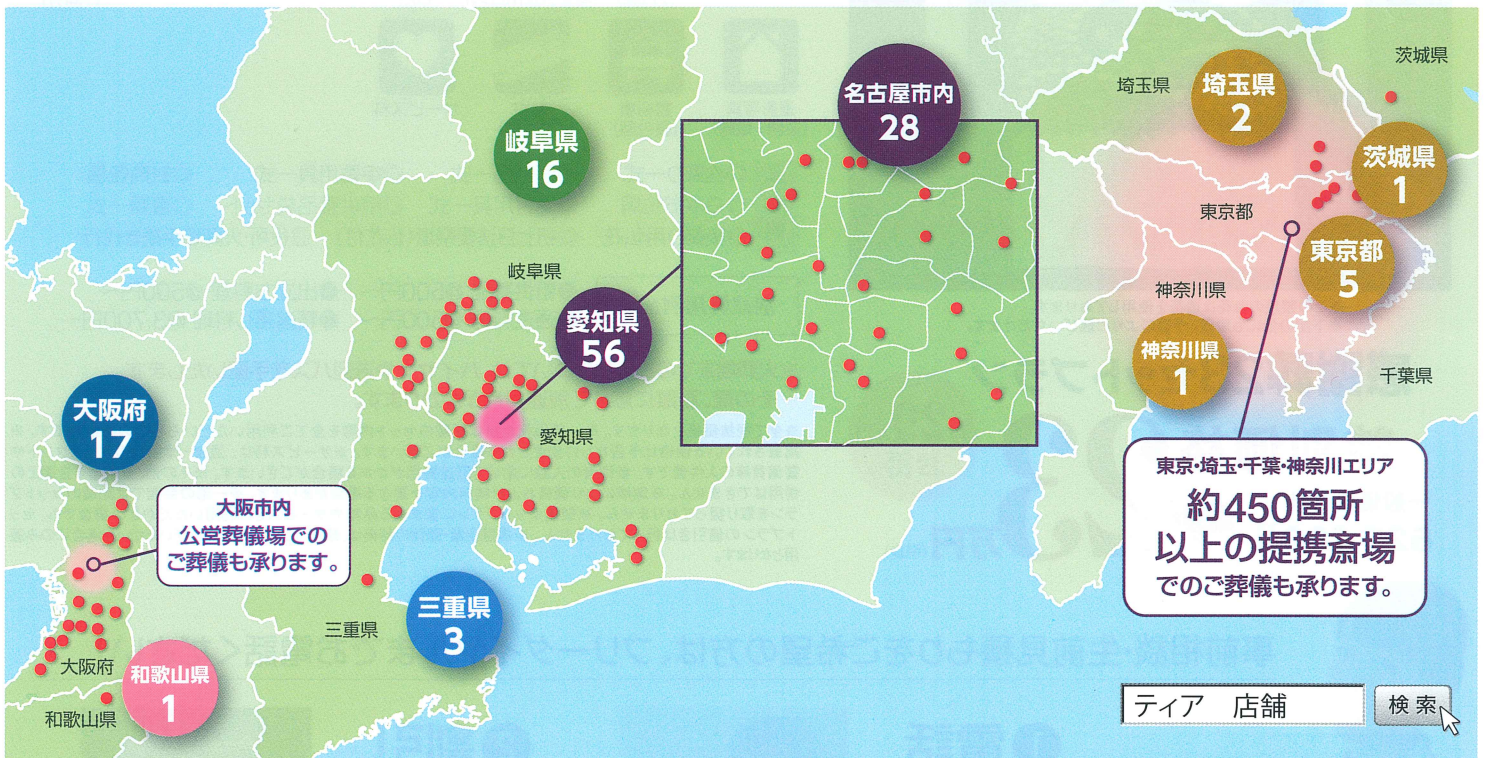 岐阜県
16
名古屋市内
28
埼玉県
埼玉県
2
茨城県
茨城県
1
東京都
東京都
5
神奈川県
神奈川県
1
千葉県
岐阜県
愛知県
56
愛知県
大阪府
17
大阪市内
公営葬儀場での
ご葬儀も承ります。
大阪府
和歌山県
1
和歌山県
三重県
三重県
3
東京・埼玉・千葉・神奈川エリア
約450箇所
以上の提携斎場
でのご葬儀も承ります。
ティア 店舗
検索